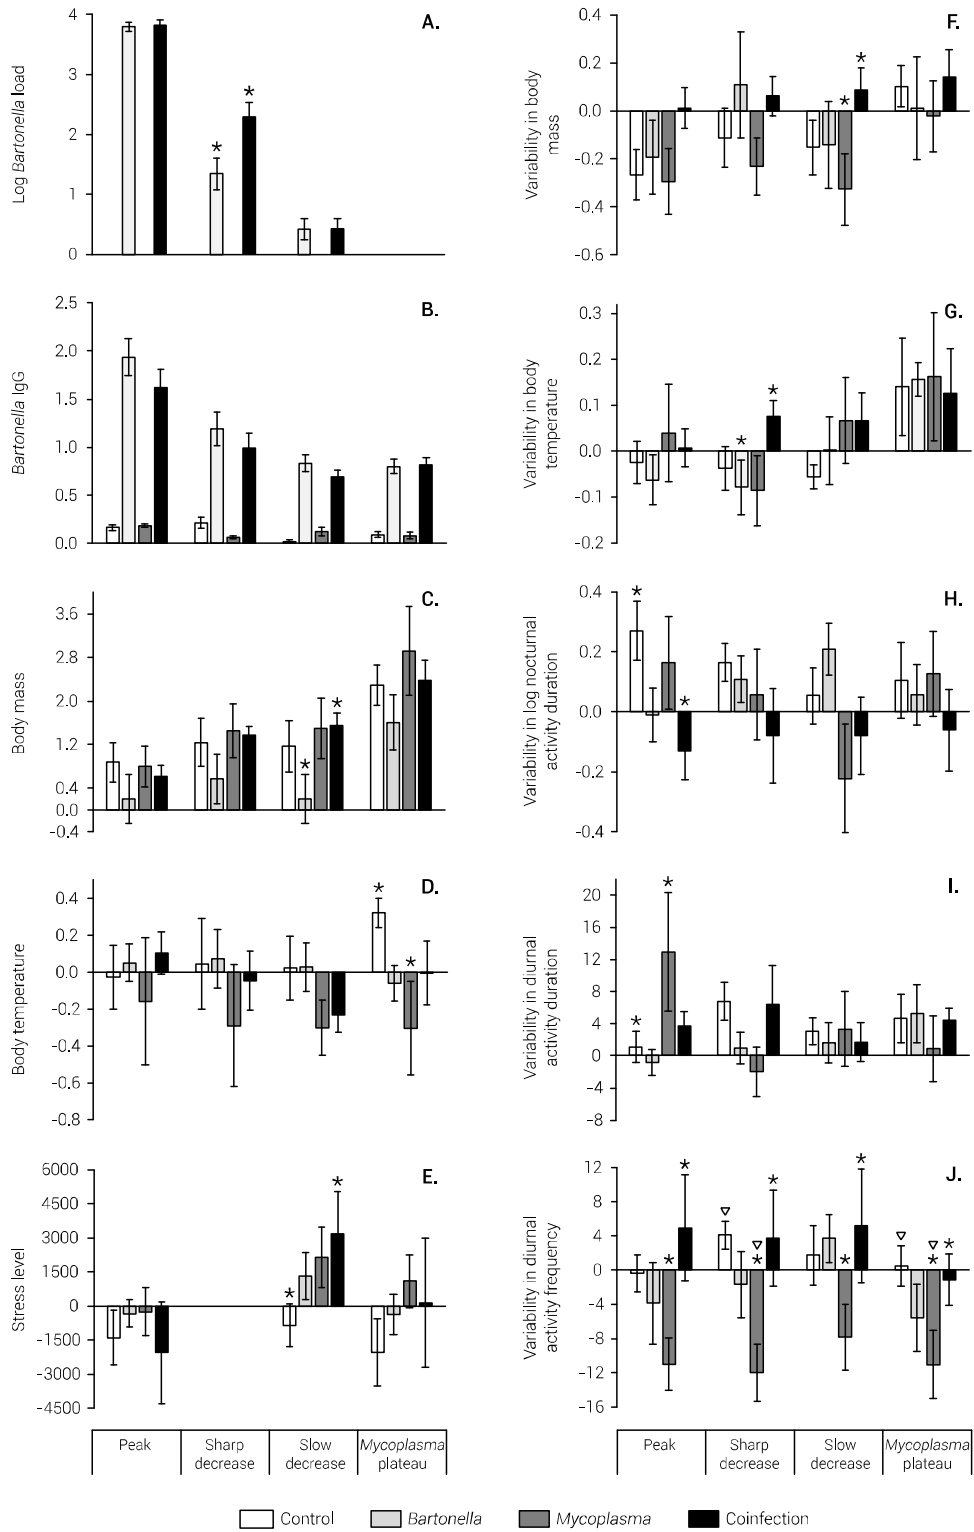 A.
Log Bartonella load
4
3
2
1
0
* *
B.
Bartonella IgG
2.5
2.0
1.5
1.0
0.5
0.0
C.
Body mass
3.6
2.8
2.0
1.2
0.0
-0.4
* *
D.
Body temperature
0.4
0.2
0.0
-0.2
-0.4
-0.6
-0.8
* *
E.
Stress level
6000
4500
3000
1500
0
-1500
-3000
-4500
* *
Peak
Sharp
decrease
Slow
decrease
Mycoplasma
plateau
F.
Variability in body
mass
0.4
0.2
0.0
-0.2
-0.4
-0.6
* *
G.
Variability in body
temperature
0.3
0.2
0.1
0.0
-0.1
-0.2
* *
H.
Variability in log nocturnal
activity duration
0.4
0.2
0.0
-0.2
-0.4
* *
I.
Variability in diurnal
activity duration
20
16
12
8
4
0
-4
-8
* *
J.
Variability in diurnal
activity frequency
12
8
4
0
-4
-8
-12
-16
* * * * * * * *
Peak
Sharp
decrease
Slow
decrease
Mycoplasma
plateau
Control
Bartonella
Mycoplasma
Coinfection